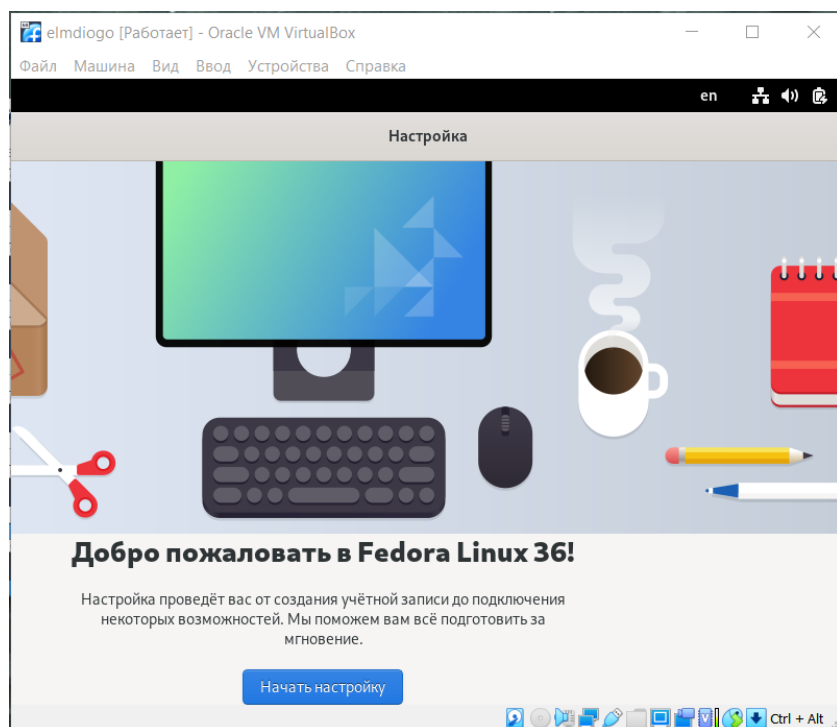 elmdiogo [Работает] - Oracle VM VirtualBox
Файл Машина Вид Ввод Устройства Справка
en
Настройка
Добро пожаловать в Fedora Linux 36!
Настройка проведёт вас от создания учётной записи до подключения
некоторых возможностей. Мы поможем вам всё подготовить за
мгновение.
Начать настройку
Ctrl + Alt